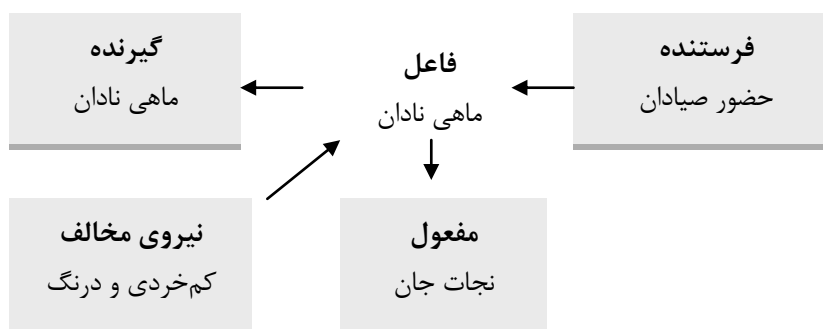 فرستنده
حضور صیادان
فاعل
ماهی نادان
گیرنده
ماهی نادان
مفعول
نجات جان
نیروی مخالف
کم‌خردی و درنگ